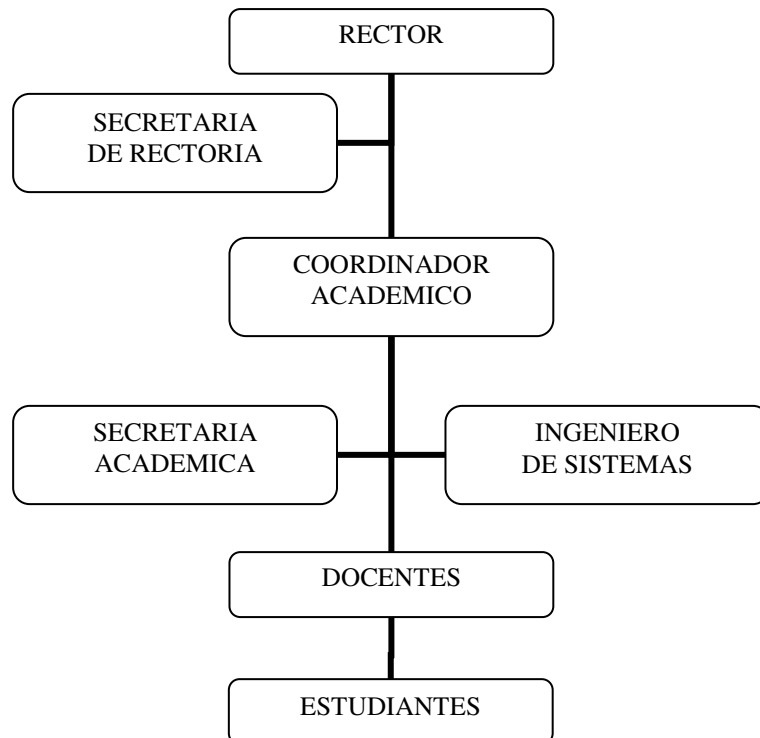 RECTOR
SECRETARIA
DE RECTORIA
COORDINADOR
ACADEMICO
SECRETARIA
ACADEMICA
INGENIERO
DE SISTEMAS
DOCENTES
ESTUDIANTES